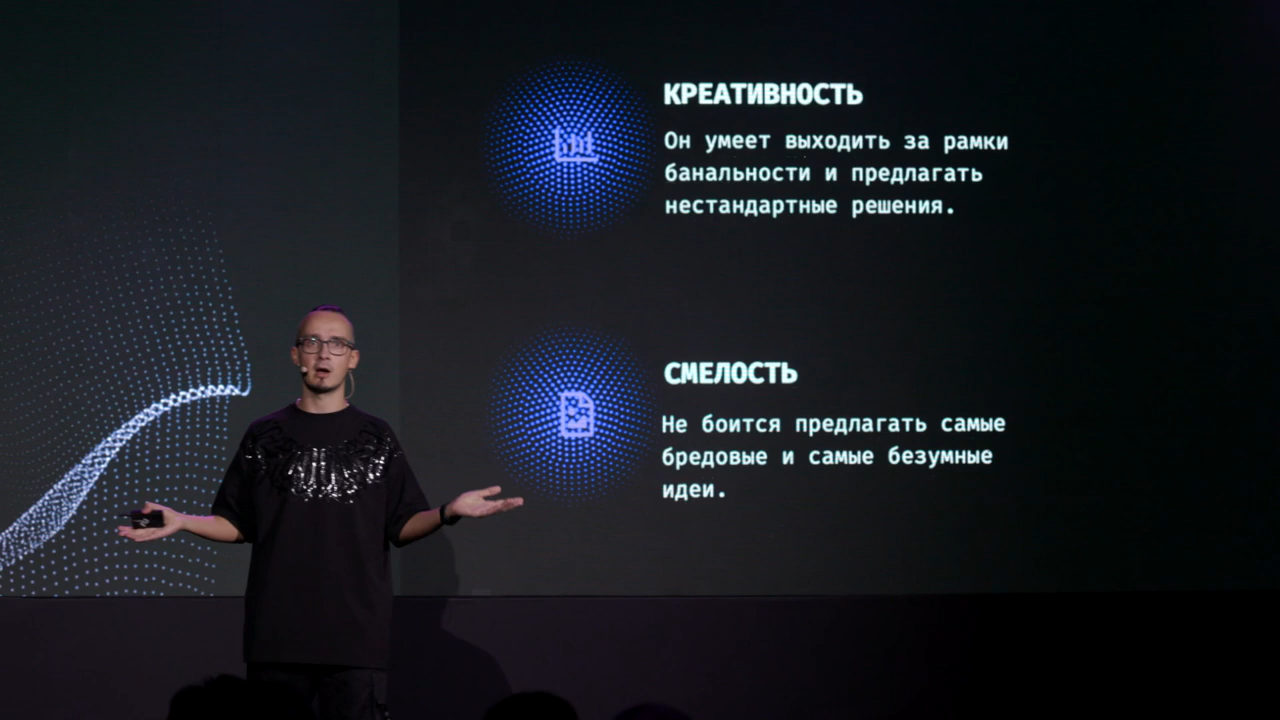 КРЕАТИВНОСТЬ
Он умеет выходить за рамки
банальности и предлагать
нестандартные решения.
СМЕЛОСТЬ
Не боится предлагать самые
бредовые и самые безумные
идеи.